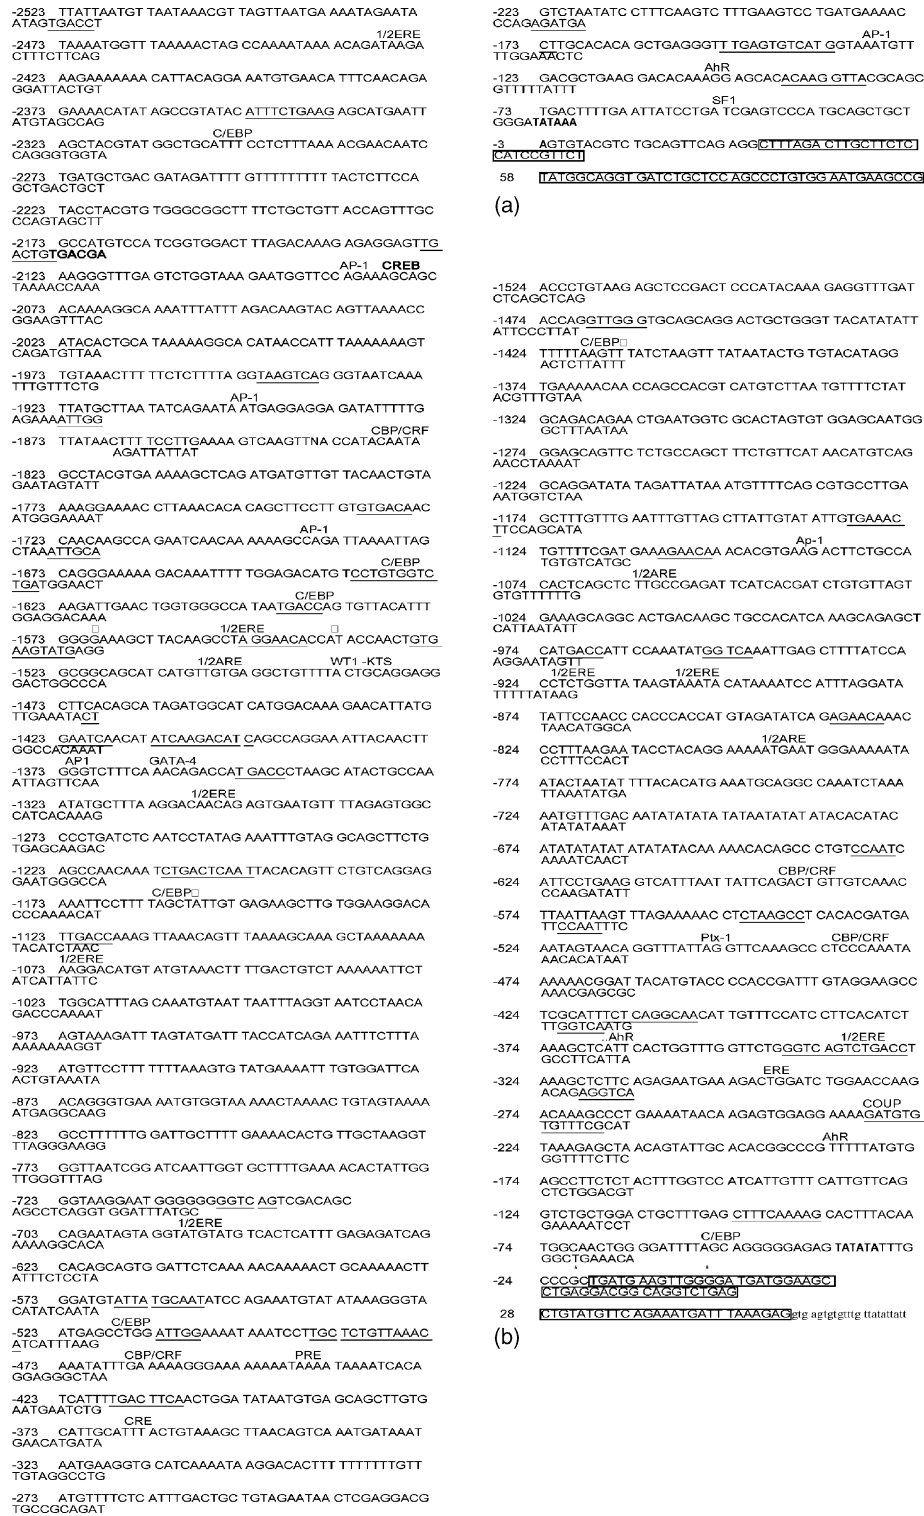 -2523 TTATTAAТGT TAATAAACGT TAGTTAATGA AAATAGAATA
ATAGTGACCT
1/2ERE
-2473 TAAAATGGTT TAAAAACTAG CCAAAATAAA ACAGATAAGA
CTTTCTTCAG
-2423 AAGAAAAAAA CATTACAGGA AATGTGAACA TTTCAACAGA
GGATTACTGT
-2373 GAAAACATAT AGCCGTATAC ATTTCTGAAG AGCATGAATT
ATGTAGCCAG
C/EBP
-2323 AGCTACGTAT GGCTGCATTT CCTCTTTAAA ACGAACAATC
CAGGGTGGTA
-2273 TGATGCTGAC GATAGATTTT GTTTTTTTTT TACTCTTCCA
GCTGACTGCT
-2223 TACCTACGTG TGGGCGGCTT TTCTGCTGTT ACCAGTTTGC
CCAGTAGCTT
-2173 GCCATGTCCA TCGGTGGACT TTAGACAAAG AGAGGAGTTG
ACTGTTGACGA
AP-1 CREB
-2123 AAGGGTTTGA GTCTGGTAAA GAATGGTTCC AGAAAGCAGC
TAAAACCAAA
-2073 ACAAAAGGCA AAATTTATTT AGACAAGTAC AGTTAAAACC
GGAAGTTTAC
-2023 ATACACTGCA TAAAAAGGCA CATAACCATT TAAAAAAAGT
CAGATGTTAA
-1973 TGTAAACTTT TTCTCTTTTA GGTAAGTCAG GGTAATCAAA
TTTGTTTCTG
AP-1
-1923 TTATGCTTAA TATCAGAATA ATGAGGAGGA GATATTTTTG
AGAAAATTGG
CBP/CRF
-1873 TTATAACTTT TCCTTGAAAA GTCAAGTTNA CCATACAATA
AGATTATTAT
-1823 GCCTACGTGA AAAAGCTCAG ATGATGTTGT TACAACTGTA
GAATAGTATT
-1773 AAAGGAAAAC CTTAAACACA CAGCTTCCTT GTGTGACAAC
ATGGGAAAAT
AP-1
-1723 CAACAAGCCA GAATCAACAA AAAAGCCAGA TTAAAATTAG
CTAAATTGCA
C/EBP
-1673 CAGGGAAAAA GACAAATTTT TGGAGACATG TCCTGTGGTC
TGATGGAACT
C/EBP
-1623 AAGATTGAAC TGGTGGGCCA TAATGACCAG TGTTACATTT
GGAGGACAAA
1/2ERE
-1573 GGGGAAAGCT TACAAGCCTA GGAACACCAT ACCAACTGTG
AAGTATGAGG
1/2ARE WT1 -KTS
-1523 GCGGCAGCAT CATGTTGTGA GGCTGTTTTA CTGCAGGAGG
GACTGGCCCA
-1473 CTTCACAGCA TAGATGGCAT CATGGACAAA GAACATTATG
TTGAAATACT
-1423 GAATCAACAT ATCAAGACAT CAGCCAGGAA ATTACAACTT
GGCCACAAAT
AP1 GATA-4
-1373 GGGTCTTTCA AACAGACCAT GACCCTAAGC ATACTGCCAA
ATTAGTTCAA
1/2ERE
-1323 ATATGCTTTA AGGACAACAG AGTGAATGTT TTAGAGTGGC
CATCACAAAG
-1273 CCCTGATCTC AATCCTATAG AAATTTGTAG GCAGCTTCTG
TGAGCAAGAC
-1223 AGCCAACAAA TCTGACTCAA TTACACAGTT CTGTCAGGAG
GAATGGGCCA
C/EBP
-1173 AAATTCCTTT TAGCTATTGT GAGAAGCTTG TGGAAGGACA
CCCAAAACAT
-1123 TTGACCAAAG TTAAACAGTT TAAAAGCAAA GCTAAAAAAA
TACATCTAAC
1/2ERE
-1073 AAGGACATGT ATGTAAACTT TTGACTGTCT AAAAAATTCT
ATCATTATTC
-1023 TGGCATTTAG CAAATGTAAT TAATTTAGGT AATCCTAACA
GACCCAAAAT
-973 AGTAAAGATT TAGTATGATT TACCATCAGA AATTTCTTTA
AAAAAAAGGT
-923 ATGTTCCTTT TTTTAAAGTG TATGAAAATT TGTGGATTCA
ACTGTAAATA
-873 ACAGGGTGAA AATGTGGTAA AAACTAAAAC TGTAGTAAAA
ATGAGGCAAG
-823 GCCTTTTTTG GATTGCTTTT GAAAACACTG TTGCTAAGGT
TTAGGGAAGG
-773 GGTTAATCGG ATCAATTGGT GCTTTTGAAA ACACTATTGG
TTGGGTTTAG
-723 GGTAAGGAAT GGGGGGGGTC AGTCGACAGC
AGCCTCAGGT GGATTTATGC
1/2ERE
-703 CAGAATAGTA GGTATGTATG TCACTCATTT GAGAGATCAG
AAAAGGCACA
-623 CACAGCAGTG GATTCTCAAA AACAAAAACT GCAAAAACTT
ATTTCTCCTA
-573 GGATGTATTA TGCAATATCC AGAAATGTAT ATAAAGGGTA
CATATCAATA
-523 ATGAGCCTGG ATTGGAAAAT AAATCCTTGC TCTGTTAAAC
ATCATTTAAG
C/EBP
CBP/CRF PRE
-473 AAATATTTGA AAAAGGGAAA AAAAATAAAA TAAAATCACA
GGAGGGCTAA
-423 TCATTTTGAC TTCAACTGGA TATAATGTGA GCAGCTTGTG
AATGAATCTG
CRE
-373 CATTGCATTT ACTGTAAAGC TTAACAGTCA AATGATAAAT
GAACATGATA
-323 AATGAAGGTG CATCAAAATA AGGACACTTT TTTTTTTGTT
TGTAGGCCTG
-273 ATGTTTTCTC ATTTGACTGC TGTAGAATAA CTCGAGGACG
TGCCGCAGAT
-223 GTCTAATATC CTTTCAAGTC TTTGAAGTCC TGATGAAAAC
CCAGAGATGA
-173 CTTGCACACA GCTGAGGGTT TTGAGTGTCATG GTAAATGTT
TTGGAAACTC
AP-1
AhR
-123 GACGCTGAAG GACACAAAGG AGCACACAAG GTTACGCAGC
GTTTTTATTT
SF1
-73 TGACTTTTGA ATTATCCTGA TCGAGTCCCA TGCAGCTGCT
GGGATATAAA
-3 AGTGTACGTC TGCAGTTCAG AGGCTTTAGA CTTGCTTCTC
CATCCGTTCT
58 TATGGCAGGT GATCTGCTCC AGCCCTGTGG AATGAAGCCG
(a)
-1524 ACCCTGTAAG AGCTCCGACT CCCATACAAA GAGGTTTGAT
CTCAGCTCAG
-1474 ACCAGGTTGG GTGCAGCAGG ACTGCTGGGT TACATATATT
ATTCCCTTAT
C/EBP
-1424 TTTTTAAGTT TATCTAAGTT TATAATACTG TGTACATAGG
ACTCTTATTT
-1374 TGAAAAACAA CCAGCCACGT CATGTCTTAA TGTTTTCTAT
ACGTTTGTAA
-1324 GCAGACAGAA CTGAATGGTC GCACTAGTGT GGAGCAATGG
GCTTTAATAA
-1274 GGAGCAGTTC TCTGCCAGCT TTCTGTTCAT AACATGTCAG
AACCTAAAAT
-1224 GCAGGATATA TAGATTATAA ATGTTTTCAG CGTGCCTTGA
AATGGTCTAA
-1174 GCTTTGTTTG AATTTGTTAG CTTATTGTAT ATTGTGAAAC
TTCCAGCATA
Ap-1
-1124 TGTTTTCGAT GAAAGAACAA ACACGTGAAG ACTTCTGCCA
TGTGTCATGC
1/2ARE
-1074 CACTCAGCTC TTGCCGAGAT TCATCACGAT CTGTGTTAGT
GTGTTTTTTG
-1024 GAAAGCAGGC ACTGACAAGC TGCCACATCA AAGCAGAGCT
CATTAATATT
-974 CATGACCATT CCAAATATGG TCAAATTGAG CTTTTATCCA
AGGAATAGTT
1/2ERE 1/2ERE
-924 CCTCTGGTTA TAAGTAAATA CATAAAATCC ATTTAGGATA
TTTTTATAAG
-874 TATTCCAACC CACCCACCAT GTAGATATCA GAGAACAAAC
TAACATGGCA
1/2ARE
-824 CCTTTAAGAA TACCTACAGG AAAAATGAAT GGGAAAAATA
CCTTTCCACT
-774 ATACTAATAT TTTACACATG AAATGCAGGC CAAATCTAAA
TTAAATATGA
-724 AATGTTTGAC AATATATATA TATAATATAT ATACACATAC
ATATATAAAT
-674 ATATATATAT ATATATACAA AAACACAGCC CTGTCCAATC
AAAATCAACT
CBP/CRF
-624 ATTCCTGAAG GTCATTTAAT TATTCAGACT GTTGTCAAAC
CCAAGATATT
-574 TTAATTAAGT TTAGAAAAAC CTCTAAGCCT CACACGATGA
TTCCAATTTC
Ptx-1 CBP/CRF
-524 AATAGTAACA GGTTTATTAG GTTCAAAGCC CTCCCAAATA
AACACATAAT
-474 AAAAACGGAT TACATGTACC CCACCGATTT GTAGGAAGCC
AAACGAGCGC
-424 TCGCATTTCT CAGGCAACAT TGTTTCCATC CTTCACATCT
TTGGTCAATG
..AhR 1/2ERE
-374 AAAGCTCATT CACTGGTTTG GGTTCTGGGTC AGTCTGACCT
GCCTTCATTA
ERE
-324 AAAGCTCTTC AGAGAATGAA AGACTGGATC TGGAACCAAG
ACAGAGGTCA
COUP
-274 ACAAAGCCCT GAAAATAACA AGAGTGGAGG AAAAGATGTG
TGTTTCGCAT
AhR
-224 TAAAGAGCTA ACAGTATTGC ACACGGCCCG TTTTTATGTG
GGTTTTCTTC
-174 AGCCTTCTCT ACTTTGGTCC ATCATTGTTT CATTGTTCAG
CTCTGGACGT
-124 GTCTGCTGGA CTGCTTTGAG CTTTCAAAAG CACTTTACAA
GAAAAATCCT
C/EBP
-74 TGGCAACTGG GGATTTTAGC AGGGGGAGAG TATATATTTG
GGCTGAAACA
-24 CCCGCTGATG AAGTTGGGGA TGATGGAAGC
CTGAGGACGG CAGGTCTGAG
28 CTGTATGTTC AGAAATGATT TAAAGAGgtg agtgtgtttg ttatattatt
(b)